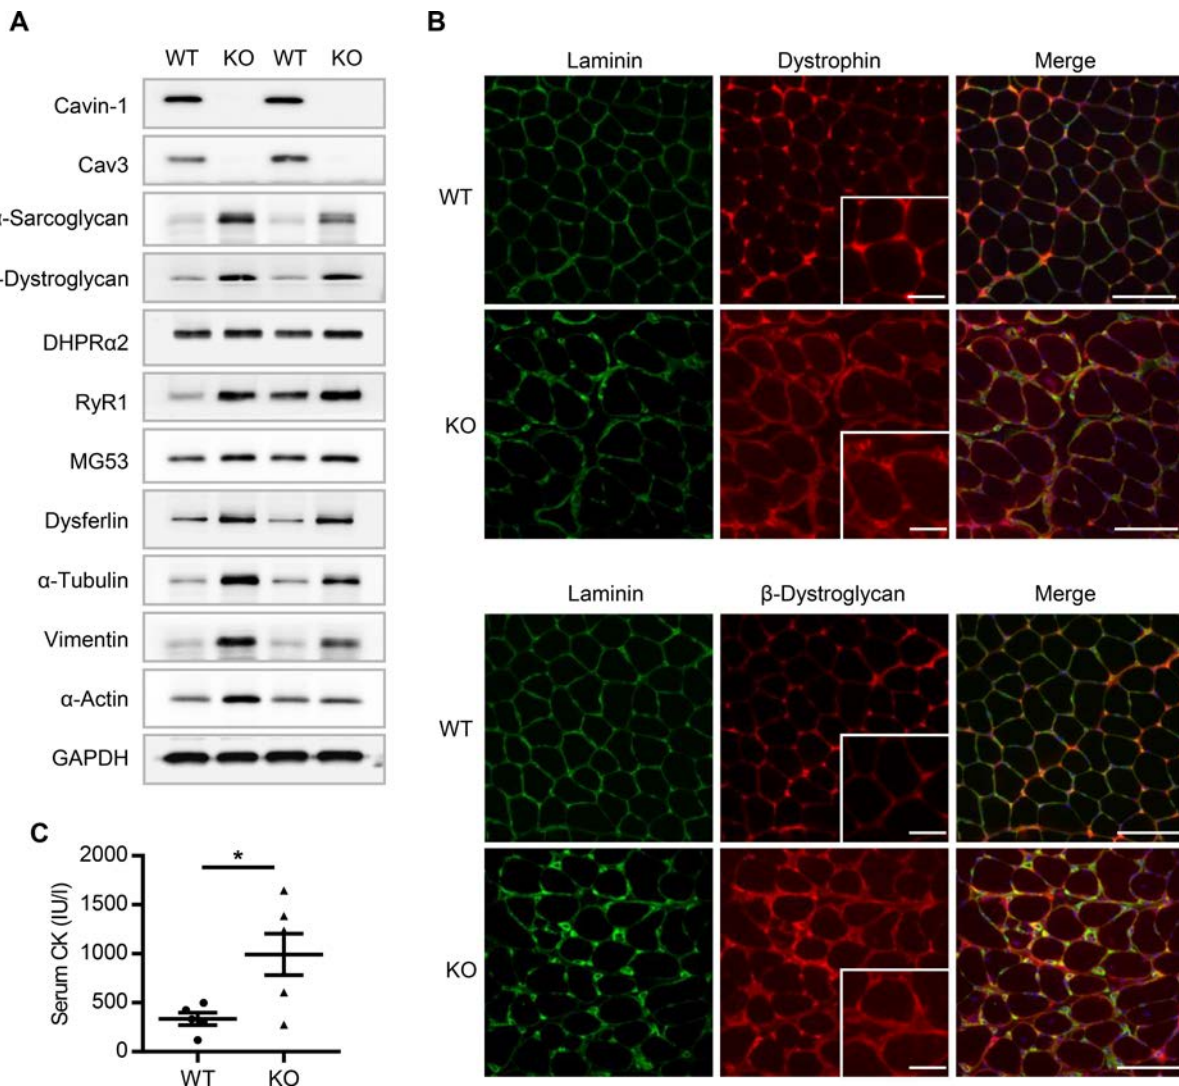 A
WT KO WT KO
Cavin-1
Cav3
α-Sarcoglycan
-Dystroglycan
DHPRα2
RyR1
MG53
Dysferlin
α-Tubulin
Vimentin
α-Actin
GAPDH
C
Serum CK (IU/l)
2000
1500
1000
500
0
*
WT KO
B
Laminin Dystrophin Merge
WT
KO
Laminin β-Dystroglycan Merge
WT
KO